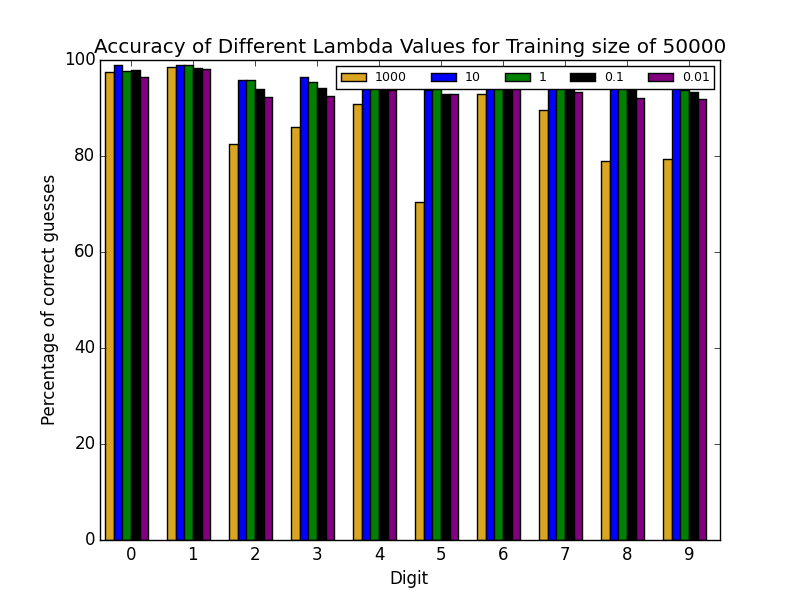 Accuracy of Different Lambda Values for Training size of 50000
1000 10 1 0.1 0.01
100
80
60
40
20
0
Percentage of correct guesses
0 1 2 3 4 5 6 7 8 9
Digit